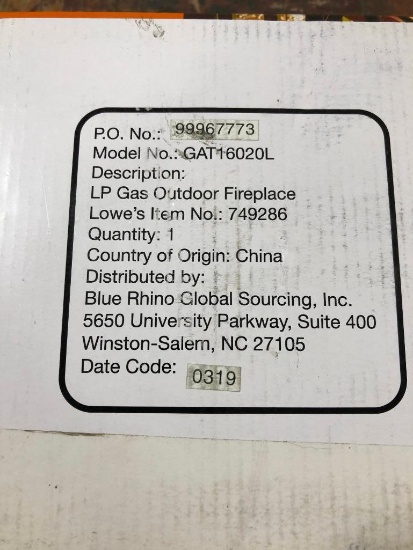 P.O. No.: 99967773
Model No.: GAT16020L
Description:
LP Gas Outdoor Fireplace
Lowe's Item No.: 749286
Quantity: 1
Country of Origin: China
Distributed by:
Blue Rhino Global Sourcing, Inc.
5650 University Parkway, Suite 400
Winston-Salem, NC 27105
Date Code: 0319